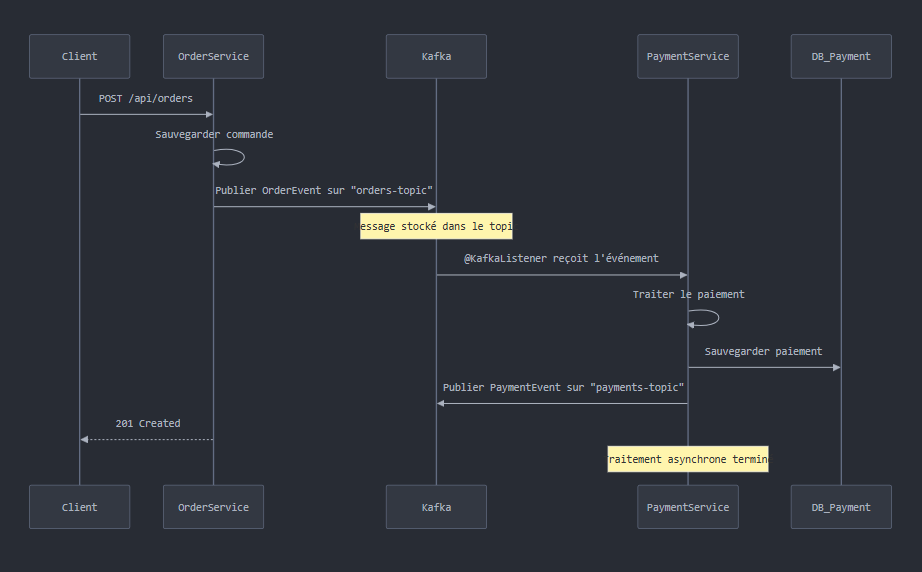 Client
OrderService
Kafka
PaymentService
DB_Payment
POST /api/orders
Sauvegarder commande
Publier OrderEvent sur "orders-topic"
essage stocké dans le topi
@KafkaListener reçoit l'événement
Traiter le paiement
Sauvegarder paiement
Publier PaymentEvent sur "payments-topic"
201 Created
raitement asynchrone termin
Client
OrderService
Kafka
PaymentService
DB_Payment